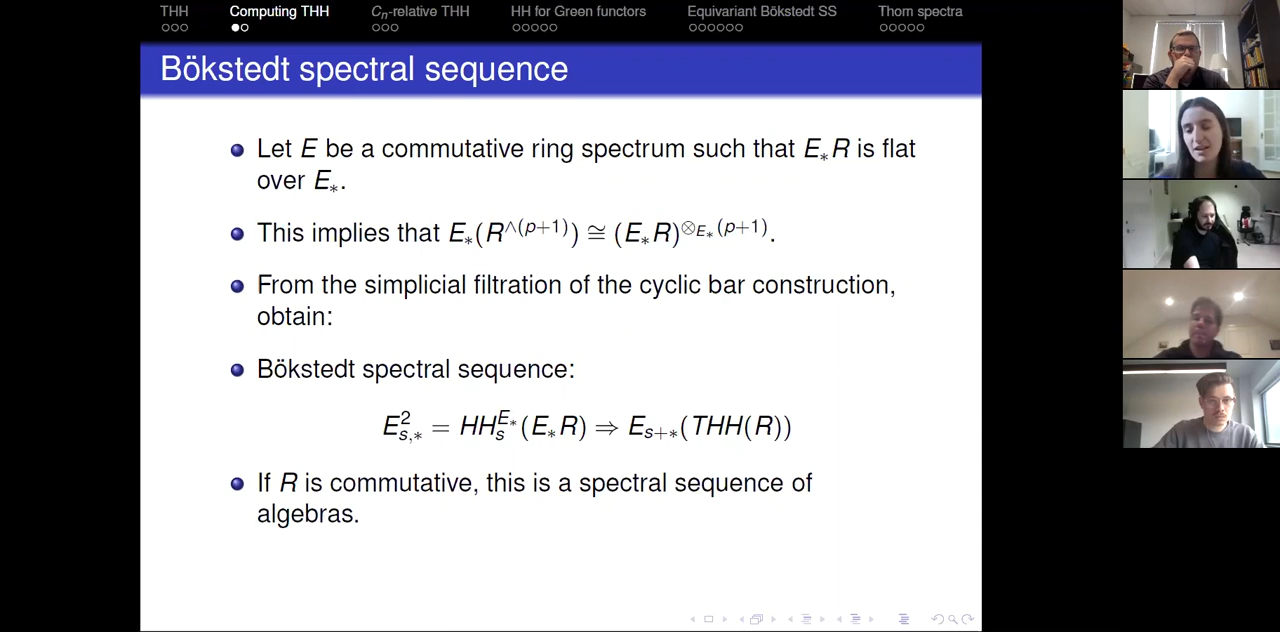 THH Computing THH Cₙ-relative THH HH for Green functors Equivariant Bökstedt SS Thom spectra
Bökstedt spectral sequence
Let E be a commutative ring spectrum such that E_*R is flat
over E_*.
This implies that E_*(R^{∧(p+1)}) ≅ (E_*R)^{⊗_{E_*}(p+1)}.
From the simplicial filtration of the cyclic bar construction,
obtain:
Bökstedt spectral sequence:
E^2_{s,*} = HH^{E_*}_s(E_*R) ⇒ E_{s+*}(THH(R))
If R is commutative, this is a spectral sequence of
algebras.